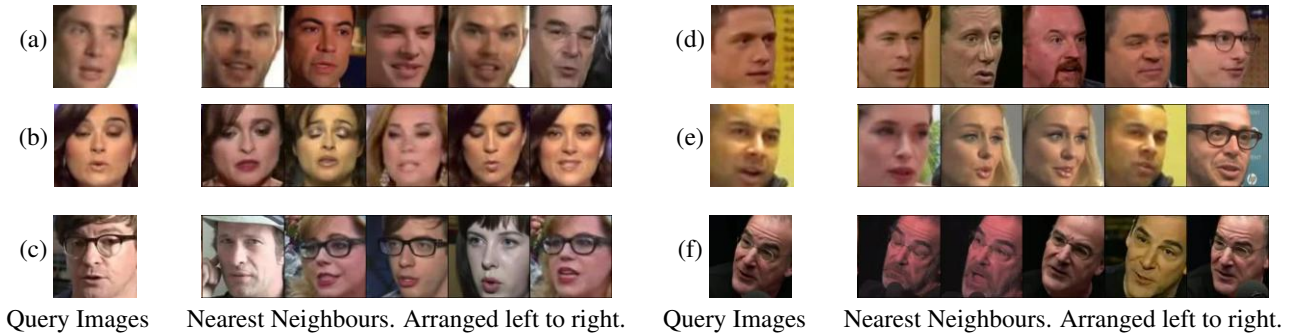 (a)
(d)
(b)
(e)
(c)
(f)
Query Images Nearest Neighbours. Arranged left to right. Query Images Nearest Neighbours. Arranged left to right.